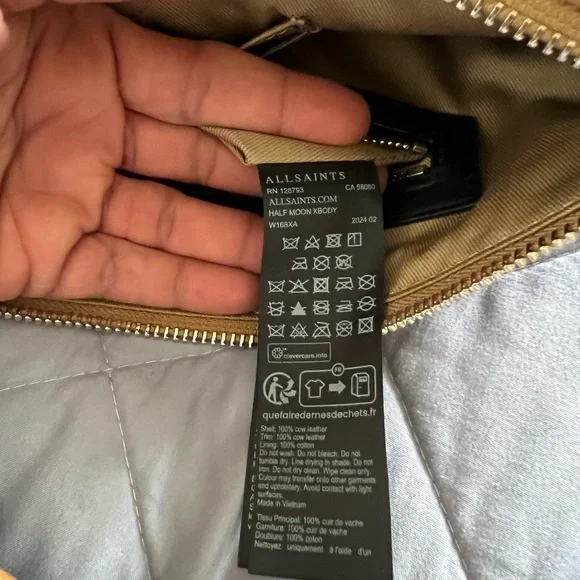 ALLSAINTS
RN 128793 CA 58080
ALLSAINTS.COM
HALF MOON XBODY
W168XA 2024 02
clevercare.info
FR
quefairedemesdechets.fr
Shell: 100% cow leather
Trim: 100% cow leather
Lining: 100% cotton
Do not wash. Do not bleach. Do not
tumble dry. Line drying in shade. Do not
iron. Do not dry clean. Wipe clean only.
Colour may transfer onto other garments
and upholstery. Avoid contact with light
surfaces.
Made in Vietnam
Tissu Principal: 100% cuir de vache
Garniture: 100% cuir de vache
Doublure: 100% coton
Nettoyez uniquement à l'aide d'un